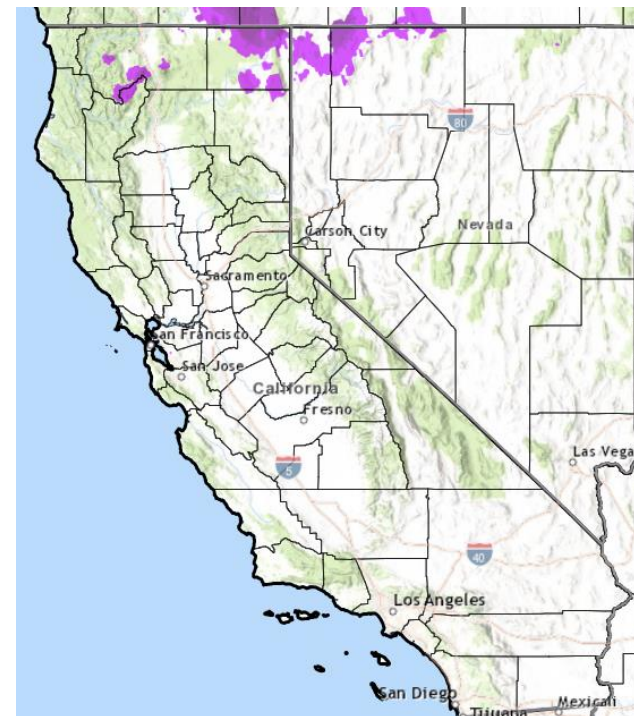 80
Carson City
Nevada
Sacramento
San Francisco
San Jose
California
Fresno
5
Las Vega
40
Los Angeles
San Diego
Tijuana
Mexicali